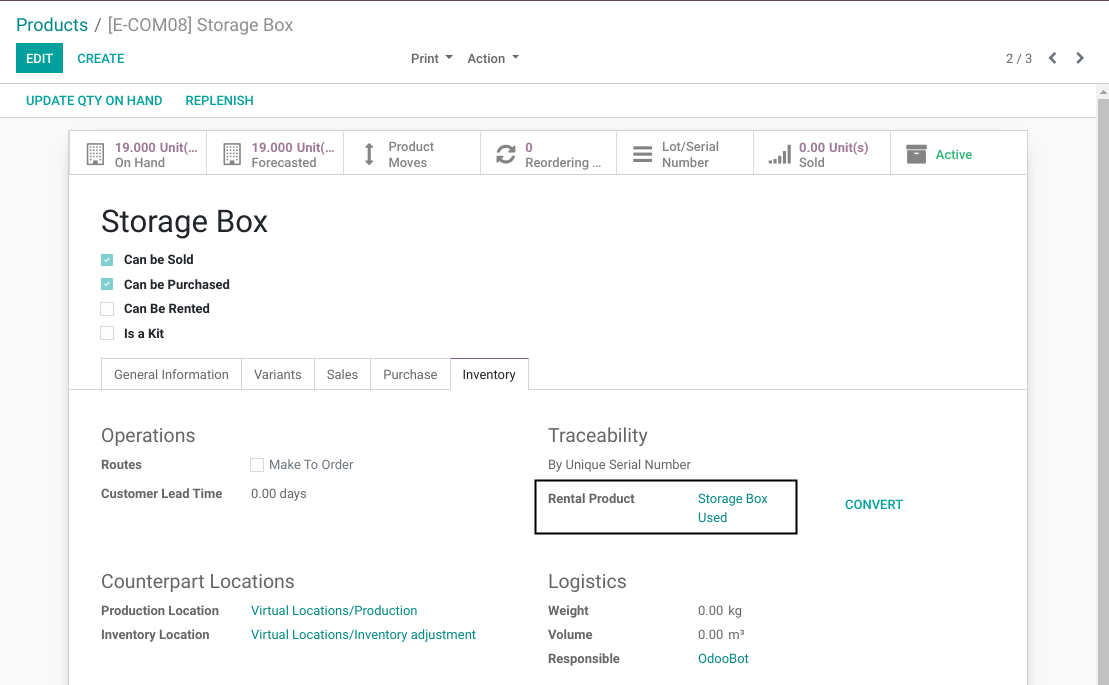 Products / [E-COM08] Storage Box
EDIT CREATE Print Action 2 / 3
UPDATE QTY ON HAND REPLENISH
19.000 Unit(... On Hand
19.000 Unit(... Forecasted
Product Moves
0 Reordering ...
Lot/Serial Number
0.00 Unit(s) Sold
Active
Storage Box
Can be Sold
Can be Purchased
Can Be Rented
Is a Kit
General Information Variants Sales Purchase Inventory
Operations
Routes Make To Order
Customer Lead Time 0.00 days
Traceability
By Unique Serial Number
Rental Product Storage Box
Used
CONVERT
Counterpart Locations
Production Location Virtual Locations/Production
Inventory Location Virtual Locations/Inventory adjustment
Logistics
Weight 0.00 kg
Volume 0.00 m³
Responsible OdooBot